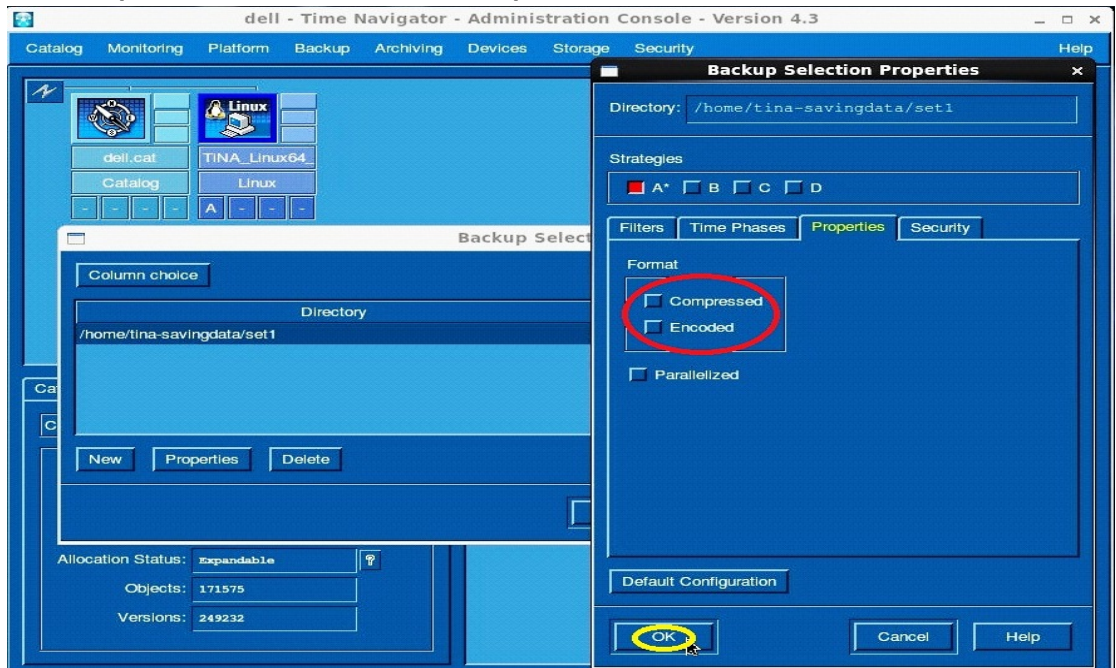 dell - Time Navigator - Administration Console - Version 4.3
Catalog Monitoring Platform Backup Archiving Devices Storage Security Help
Backup Selection Properties
Directory: /home/tina-savingdata/set1
Linux
dell.cat TINA_Linux64_
Catalog Linux
- - - - A - - -
Strategies
A* B C D
Filters Time Phases Properties Security
Backup Select
Column choice
Directory
/home/tina-savingdata/set1
Format
Compressed
Encoded
Parallelized
Ca
C
New Properties Delete
Allocation Status: Expandable ?
Objects: 171575
Versions: 249232
Default Configuration
OK Cancel Help